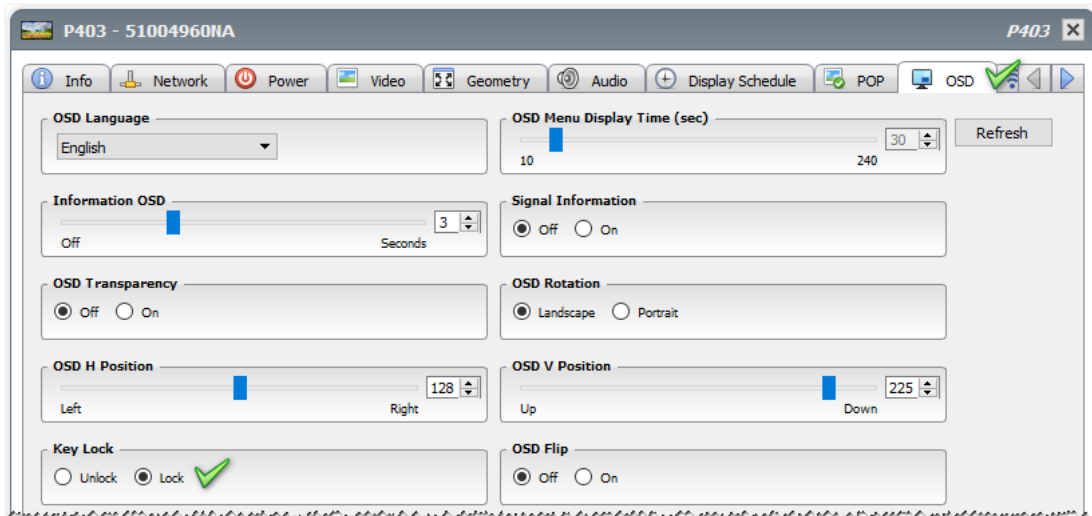 P403 - 51004960NA P403
Info Network Power Video Geometry Audio Display Schedule POP OSD
OSD Language OSD Menu Display Time (sec)
English 30 Refresh
10 240
Information OSD Signal Information
3 Off On
Off Seconds
OSD Transparency OSD Rotation
Off On Landscape Portrait
OSD H Position OSD V Position
128 225
Left Right Up Down
Key Lock OSD Flip
Unlock Lock Off On